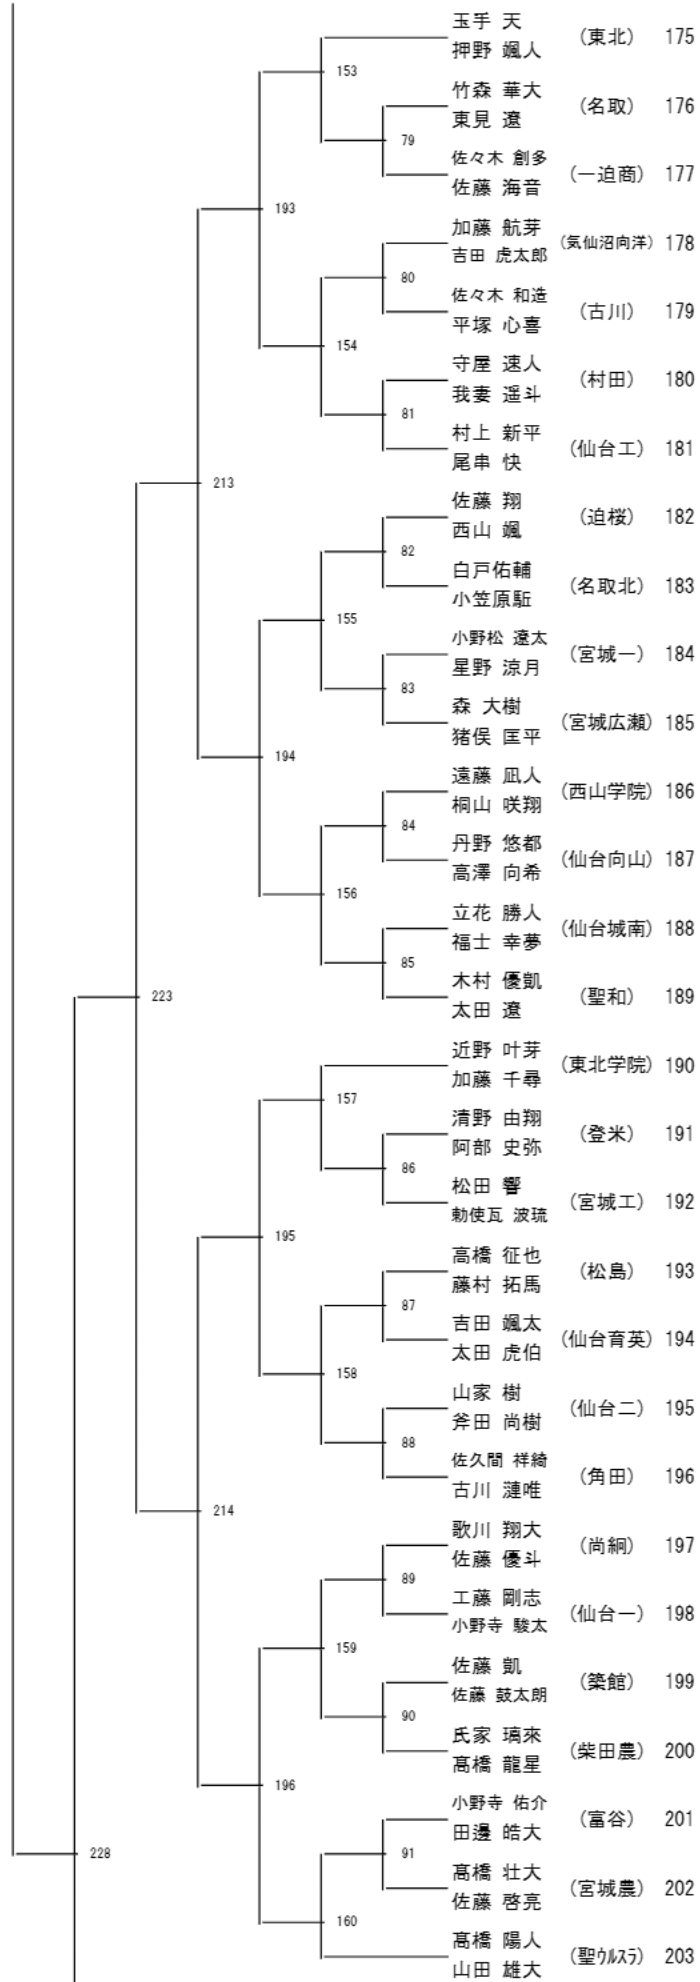 玉手 天
押野 颯人
(東北) 175
153
竹森 華大
東見 遼
(名取) 176
79
佐々木 創多
佐藤 海音
(一迫商) 177
193
加藤 航芽
吉田 虎太郎
(気仙沼向洋) 178
80
佐々木 和造
平塚 心喜
(古川) 179
154
守屋 速人
我妻 遥斗
(村田) 180
81
村上 新平
尾串 快
(仙台工) 181
213
佐藤 翔
西山 颯
(迫桜) 182
82
白戸佑輔
小笠原駈
(名取北) 183
155
小野松 遼太
星野 涼月
(宮城一) 184
83
森 大樹
猪俣 匡平
(宮城広瀬) 185
194
遠藤 凪人
桐山 咲翔
(西山学院) 186
84
丹野 悠都
高澤 向希
(仙台向山) 187
156
立花 勝人
福士 幸夢
(仙台城南) 188
85
木村 優凱
太田 遼
(聖和) 189
223
近野 叶芽
加藤 千尋
(東北学院) 190
157
清野 由翔
阿部 史弥
(登米) 191
86
松田 響
勅使瓦 波琉
(宮城工) 192
195
高橋 征也
藤村 拓馬
(松島) 193
87
吉田 颯太
太田 虎伯
(仙台育英) 194
158
山家 樹
斧田 尚樹
(仙台二) 195
88
佐久間 祥綺
古川 漣唯
(角田) 196
214
歌川 翔大
佐藤 優斗
(尚絅) 197
89
工藤 剛志
小野寺 駿太
(仙台一) 198
159
佐藤 凱
佐藤 鼓太朗
(築館) 199
90
氏家 璃來
髙橋 龍星
(柴田農) 200
196
小野寺 佑介
田邊 皓大
(富谷) 201
228
91
髙橋 壮大
佐藤 啓亮
(宮城農) 202
160
髙橋 陽人
山田 雄大
(聖ウルスラ) 203